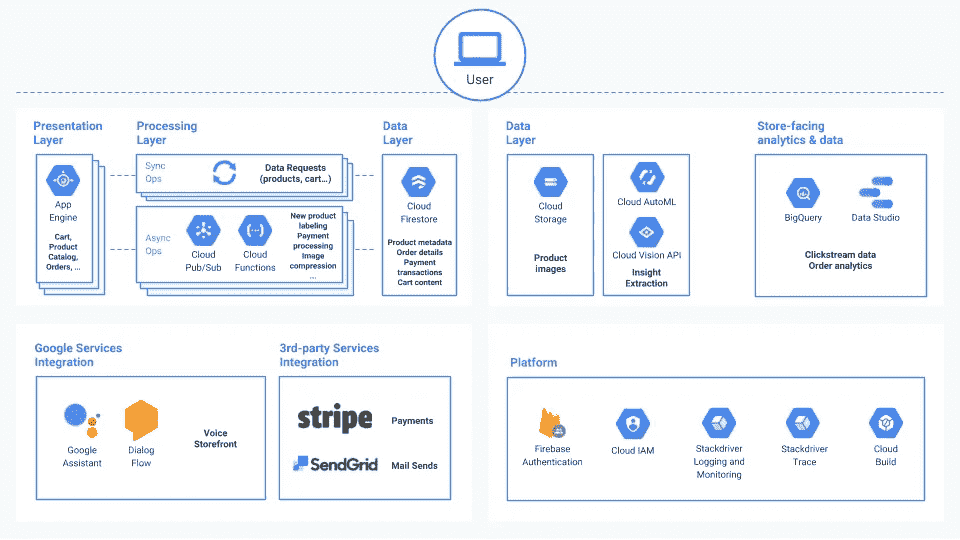 User
Presentation
Layer
App
Engine
Cart,
Product
Catalog,
Orders, ...
Processing
Layer
Sync
Ops
Data Requests
(products, cart...)
Async
Ops
Cloud
Pub/Sub
Cloud
Functions
New product
labeling
Payment
processing
Image
compression
...
Data
Layer
Cloud
Firestore
Product metadata
Order details
Payment
transactions
Cart content
Data
Layer
Cloud
Storage
Product
images
Cloud AutoML
Cloud Vision API
Insight
Extraction
Store-facing
analytics & data
BigQuery
Data Studio
Clickstream data
Order analytics
Google Services
Integration
Google
Assistant
Dialog
Flow
Voice
Storefront
3rd-party Services
Integration
stripe
Payments
SendGrid
Mail Sends
Platform
Firebase
Authentication
Cloud IAM
Stackdriver
Logging and
Monitoring
Stackdriver
Trace
Cloud
Build